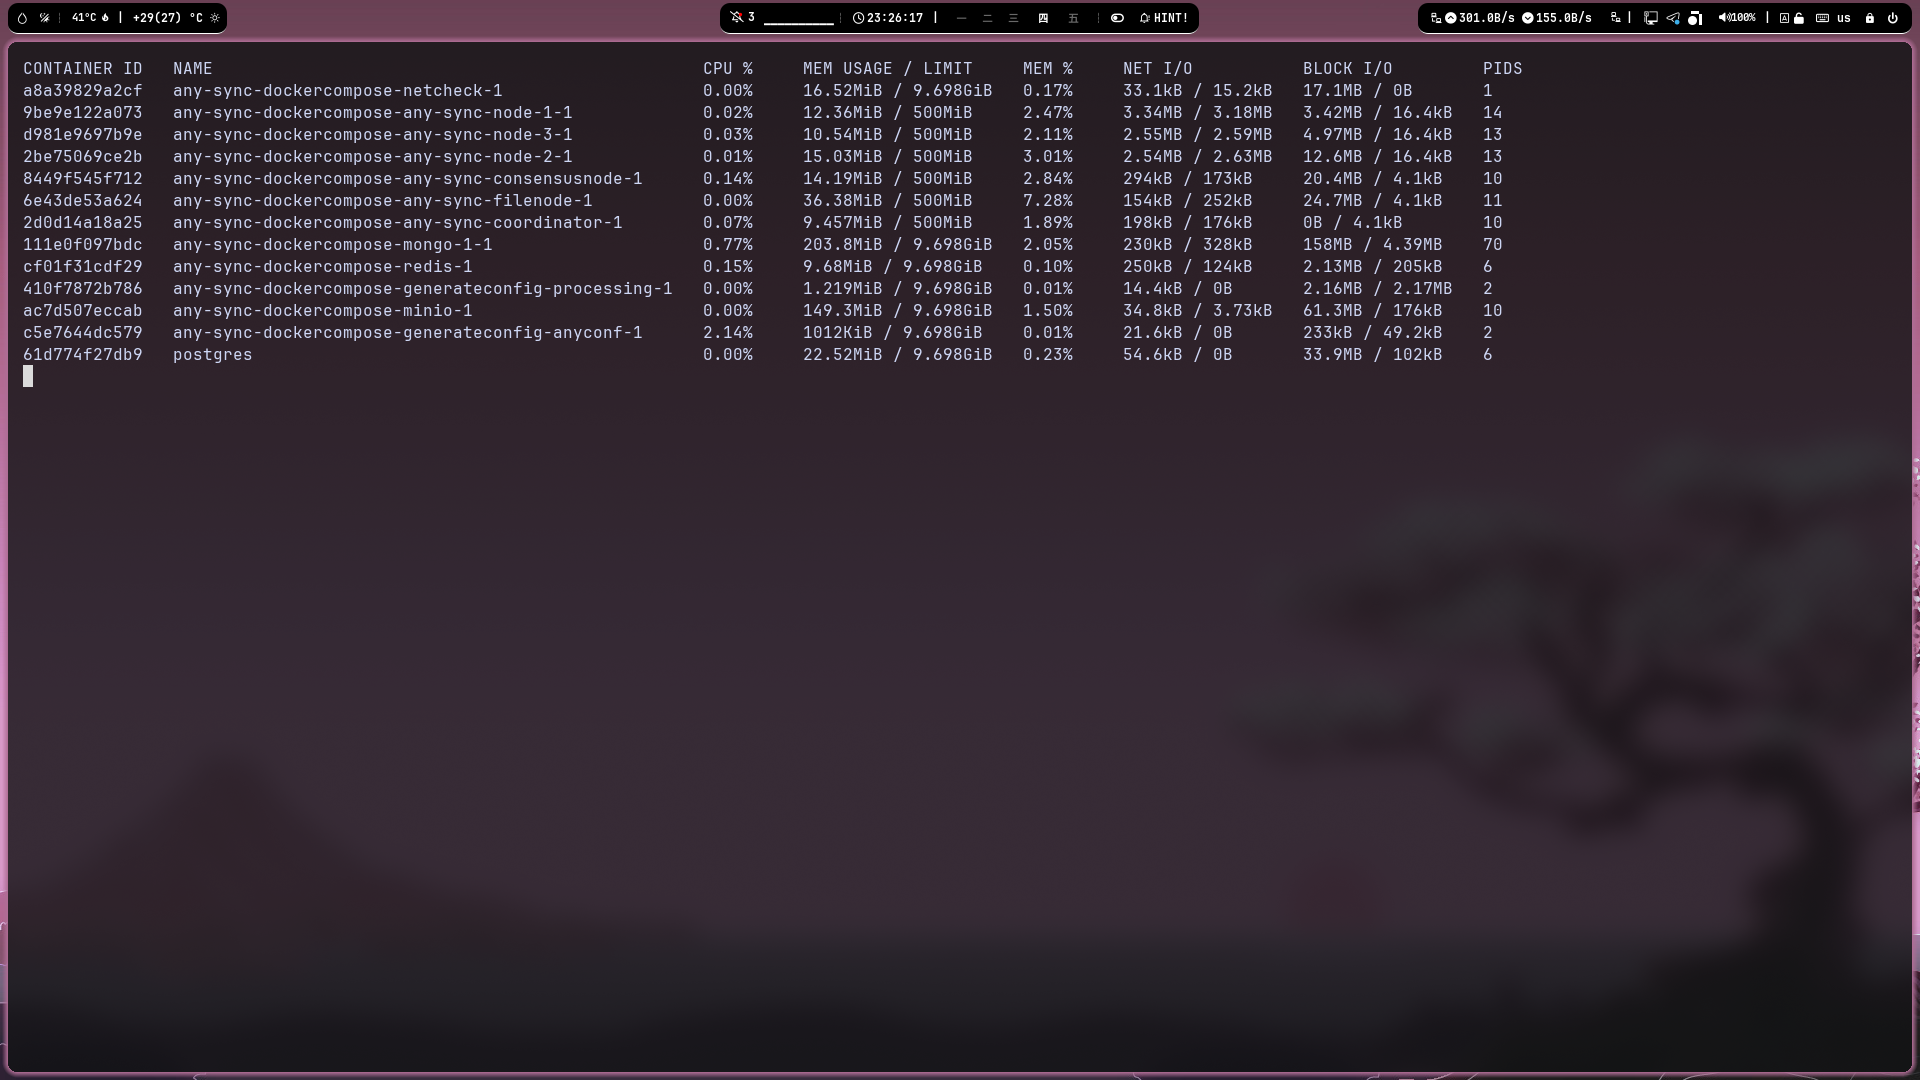 41°C | +29(27) °C
3 __________ 23:26:17 | 一 二 三 四 五 HINT!
301.0B/s 155.0B/s | 100% | A us
CONTAINER ID NAME CPU % MEM USAGE / LIMIT MEM % NET I/O BLOCK I/O PIDS
a8a39829a2cf any-sync-dockercompose-netcheck-1 0.00% 16.52MiB / 9.698GiB 0.17% 33.1kB / 15.2kB 17.1MB / 0B 1
9be9e122a073 any-sync-dockercompose-any-sync-node-1-1 0.02% 12.36MiB / 500MiB 2.47% 3.34MB / 3.18MB 3.42MB / 16.4kB 14
d981e9697b9e any-sync-dockercompose-any-sync-node-3-1 0.03% 10.54MiB / 500MiB 2.11% 2.55MB / 2.59MB 4.97MB / 16.4kB 13
2be75069ce2b any-sync-dockercompose-any-sync-node-2-1 0.01% 15.03MiB / 500MiB 3.01% 2.54MB / 2.63MB 12.6MB / 16.4kB 13
8449f545f712 any-sync-dockercompose-any-sync-consensusnode-1 0.14% 14.19MiB / 500MiB 2.84% 294kB / 173kB 20.4MB / 4.1kB 10
6e43de53a624 any-sync-dockercompose-any-sync-filenode-1 0.00% 36.38MiB / 500MiB 7.28% 154kB / 252kB 24.7MB / 4.1kB 11
2d0d14a18a25 any-sync-dockercompose-any-sync-coordinator-1 0.07% 9.457MiB / 500MiB 1.89% 198kB / 176kB 0B / 4.1kB 10
111e0f097bdc any-sync-dockercompose-mongo-1-1 0.77% 203.8MiB / 9.698GiB 2.05% 230kB / 328kB 158MB / 4.39MB 70
cf01f31cdf29 any-sync-dockercompose-redis-1 0.15% 9.68MiB / 9.698GiB 0.10% 250kB / 124kB 2.13MB / 205kB 6
410f7872b786 any-sync-dockercompose-generateconfig-processing-1 0.00% 1.219MiB / 9.698GiB 0.01% 14.4kB / 0B 2.16MB / 2.17MB 2
ac7d507eccab any-sync-dockercompose-minio-1 0.00% 149.3MiB / 9.698GiB 1.50% 34.8kB / 3.73kB 61.3MB / 176kB 10
c5e7644dc579 any-sync-dockercompose-generateconfig-anyconf-1 2.14% 1012KiB / 9.698GiB 0.01% 21.6kB / 0B 233kB / 49.2kB 2
61d774f27db9 postgres 0.00% 22.52MiB / 9.698GiB 0.23% 54.6kB / 0B 33.9MB / 102kB 6